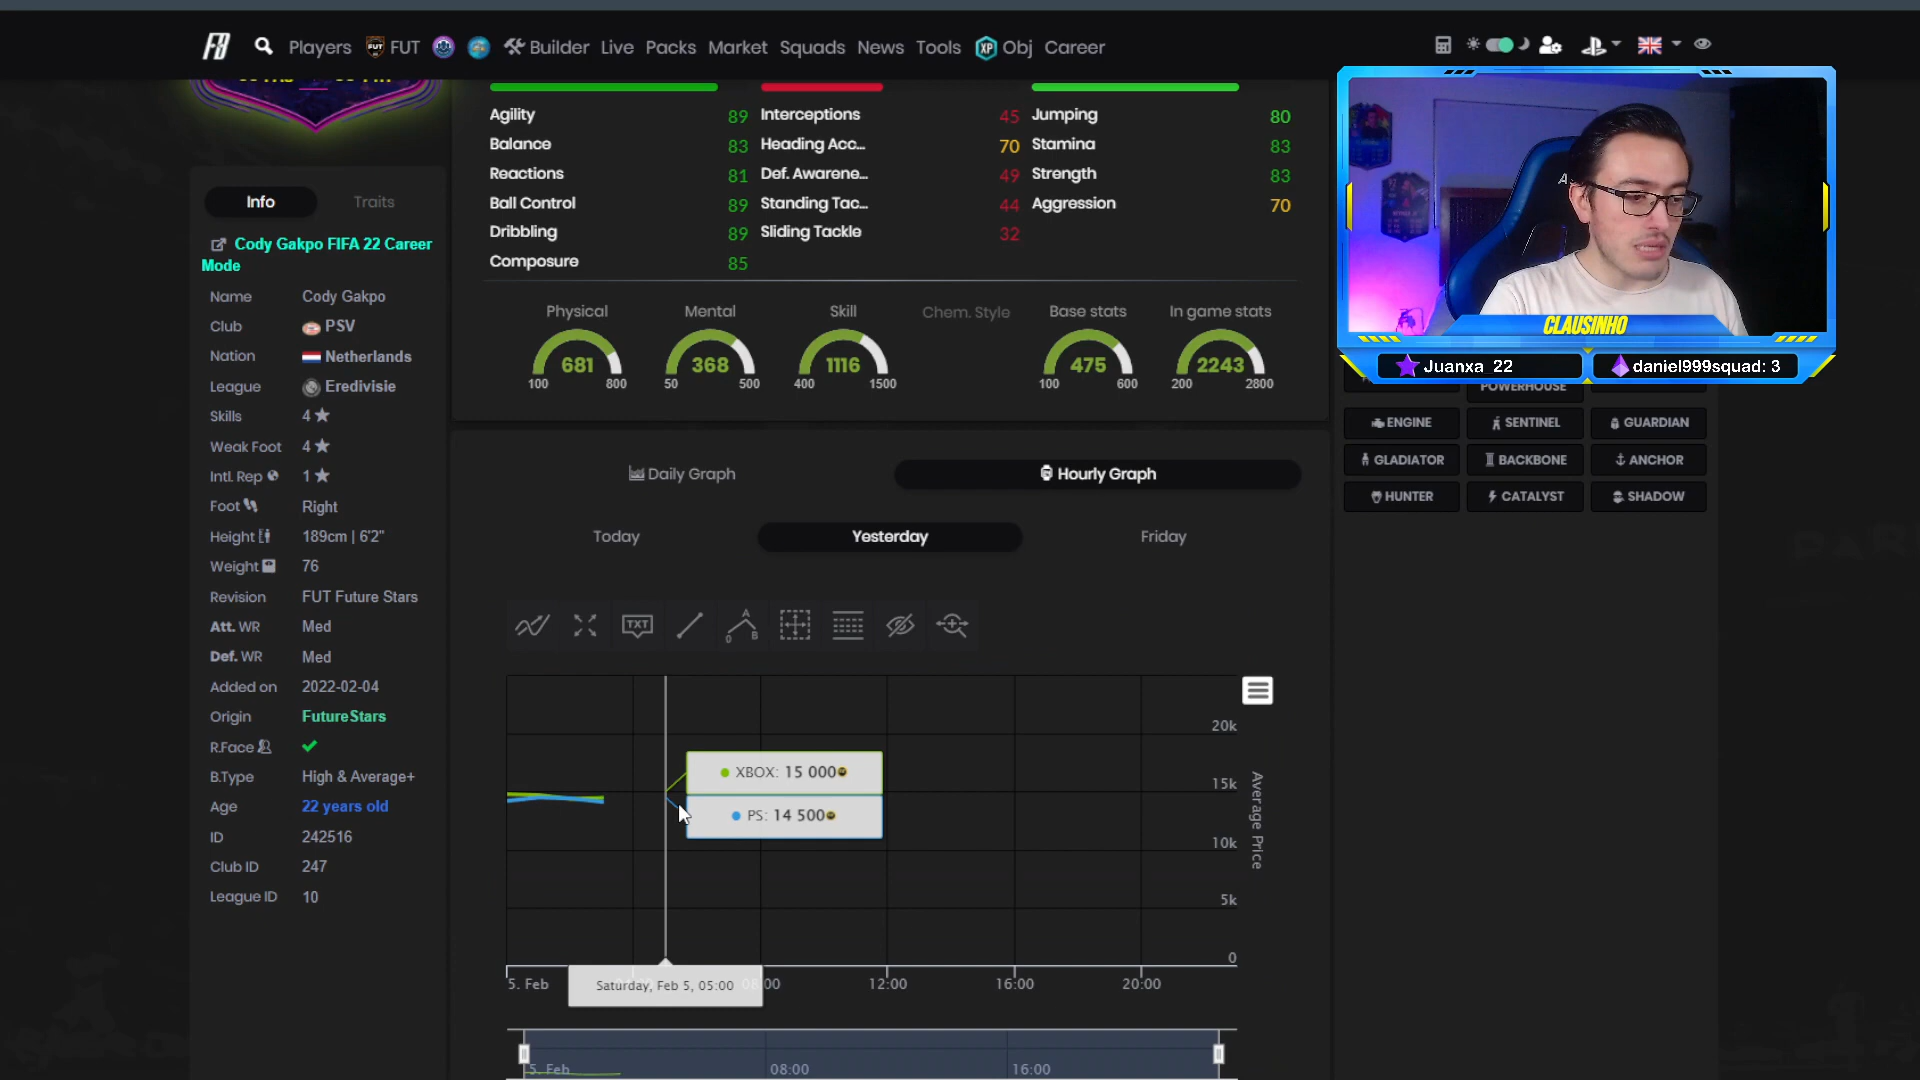 Players FUT Builder Live Packs Market Squads News Tools XP Obj Career
Agility 89 Interceptions 45 Jumping 80
Balance 83 Heading Acc... 70 Stamina 83
Reactions 81 Def. Awarene... 49 Strength 83
Ball Control 89 Standing Tac... 44 Aggression 70
Dribbling 89 Sliding Tackle 32
Composure 85
Info Traits
Cody Gakpo FIFA 22 Career
Mode
Name Cody Gakpo
Club PSV
Nation Netherlands
League Eredivisie
Skills 4
Weak Foot 4
Intl. Rep 1
Foot Right
Height 189cm | 6'2"
Weight 76
Revision FUT Future Stars
Att. WR Med
Def. WR Med
Added on 2022-02-04
Origin FutureStars
R.Face
B.Type High & Average+
Age 22 years old
ID 242516
Club ID 247
League ID 10
Physical Mental Skill Chem. Style Base stats In game stats
681 368 1116 475 2243
100 800 50 500 400 1500 100 600 200 2800
Daily Graph Hourly Graph
Today Yesterday Friday
TXT
A
0 B
20k
15k
10k
5k
0
Average Price
XBOX: 15 000
PS: 14 500
5. Feb 08:00 12:00 16:00 20:00
Saturday, Feb 5, 05:00
5. Feb 08:00 16:00
CLAUSINHO
Juanxa_22 daniel999squad: 3
POWERHOUSE
ENGINE SENTINEL GUARDIAN
GLADIATOR BACKBONE ANCHOR
HUNTER CATALYST SHADOW